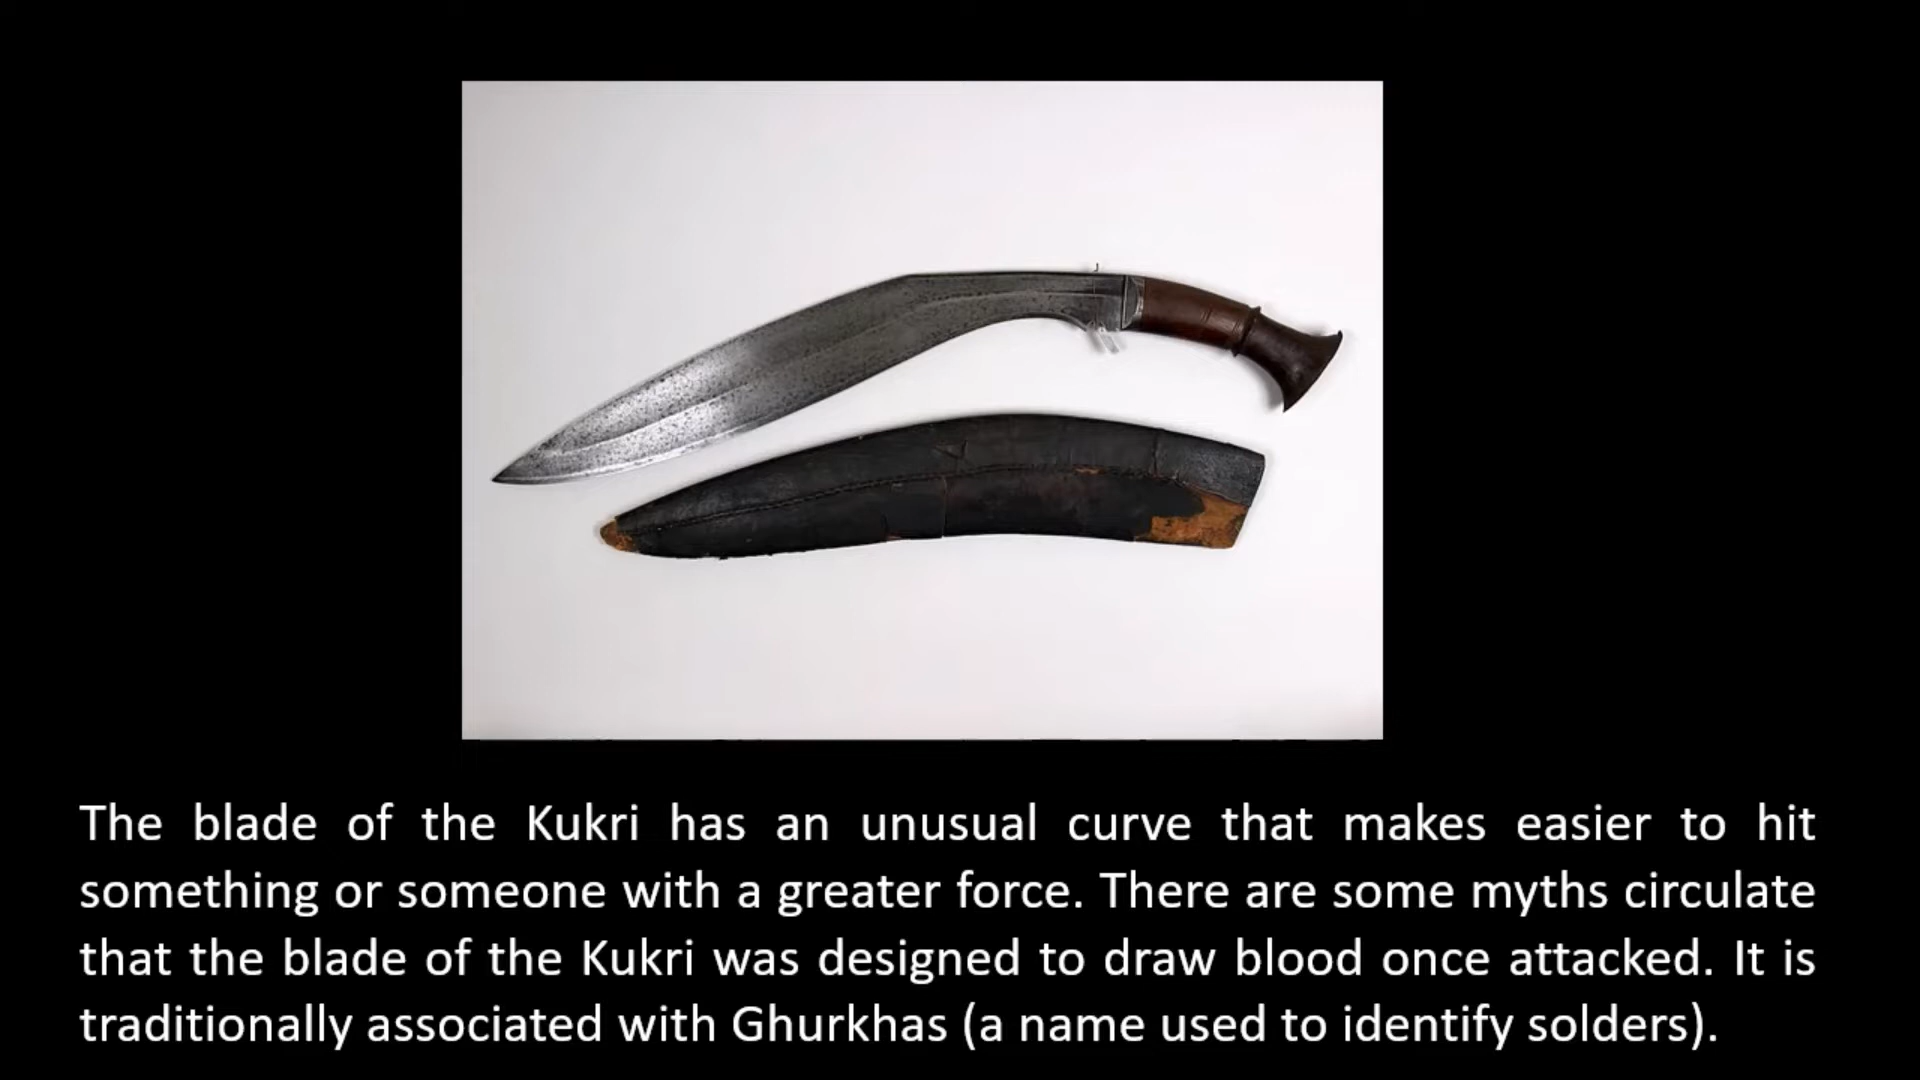 The blade of the Kukri has an unusual curve that makes easier to hit
something or someone with a greater force. There are some myths circulate
that the blade of the Kukri was designed to draw blood once attacked. It is
traditionally associated with Ghurkhas (a name used to identify solders).